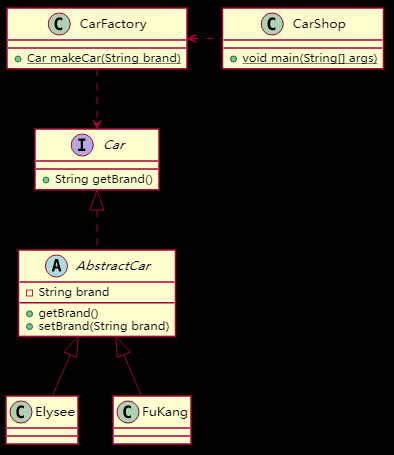 C CarFactory
Car makeCar(String brand)
C CarShop
void main(String[] args)
I Car
String getBrand()
A AbstractCar
String brand
getBrand()
setBrand(String brand)
C Elysee
C FuKang